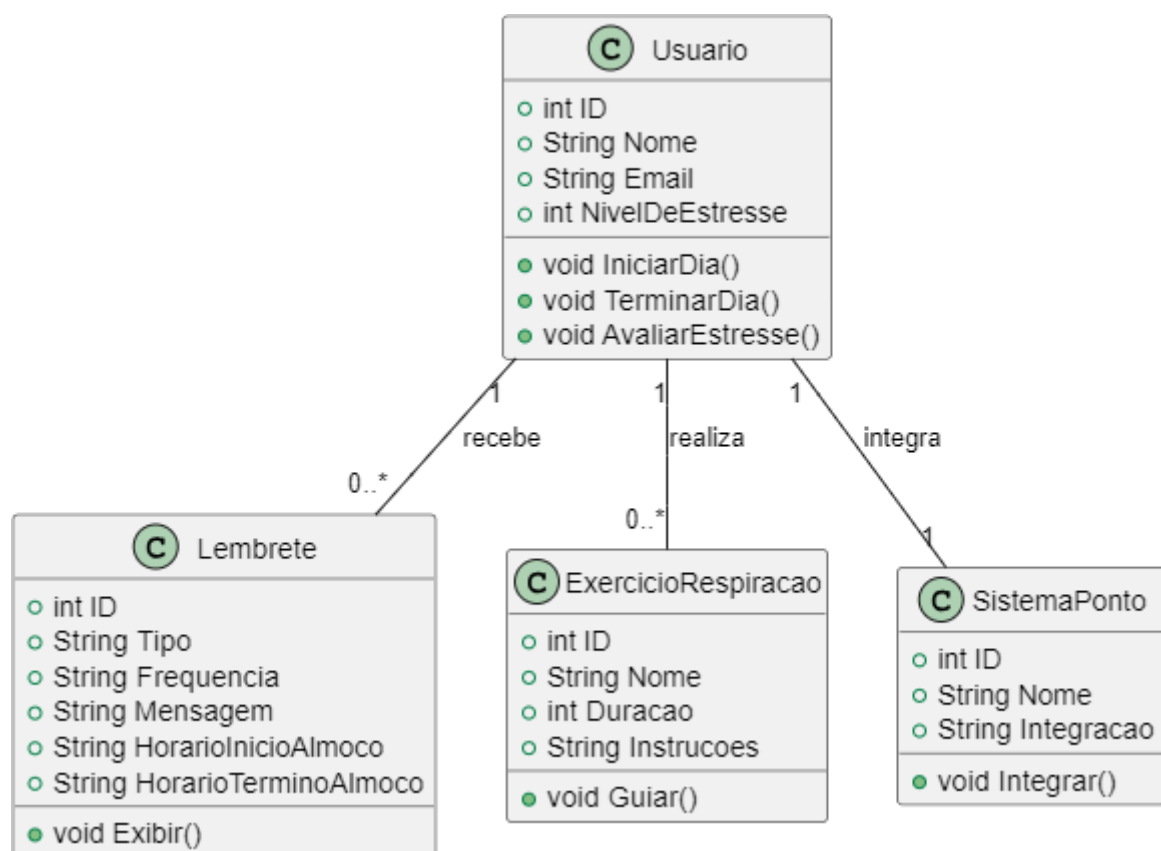 C Usuario
int ID
String Nome
String Email
int NivelDeEstresse
void IniciarDia()
void TerminarDia()
void AvaliarEstresse()
1
1
1
recebe
realiza
integra
0..*
0..*
1
C Lembrete
int ID
String Tipo
String Frequencia
String Mensagem
String HorarioInicioAlmoco
String HorarioTerminoAlmoco
void Exibir()
C ExercicioRespiracao
int ID
String Nome
int Duracao
String Instrucoes
void Guiar()
C SistemaPonto
int ID
String Nome
String Integracao
void Integrar()